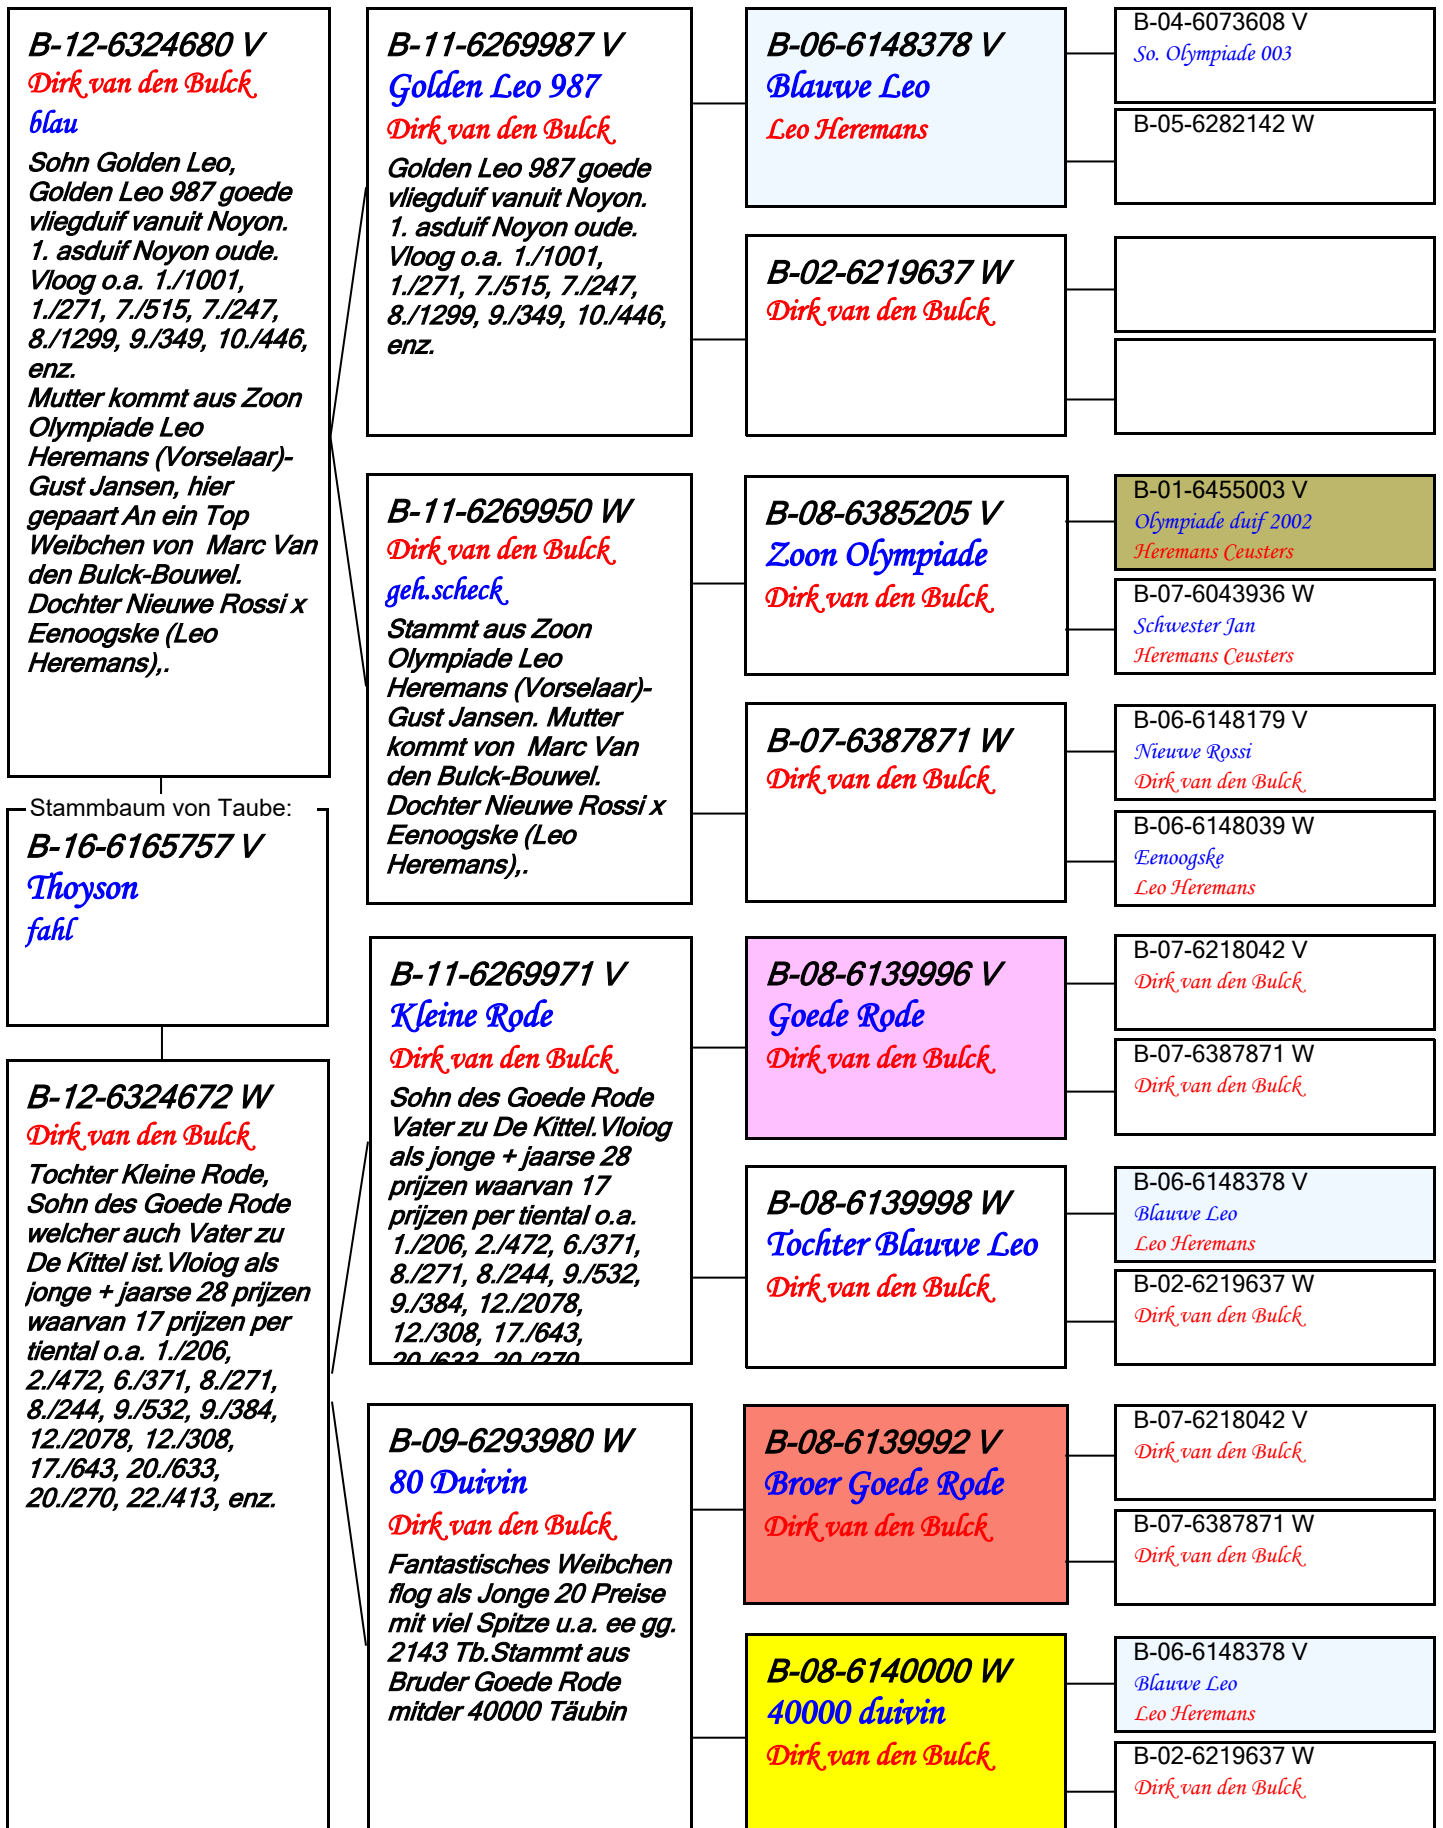 B-12-6324680 V
Dirk van den Bulck
blau
Sohn Golden Leo,
Golden Leo 987 goede
vliegduif vanuit Noyon.
1. asduif Noyon oude.
Vloog o.a. 1./1001,
1./271, 7./515, 7./247,
8./1299, 9./349, 10./446,
enz.
Mutter kommt aus Zoon
Olympiade Leo
Heremans (Vorselaar)-
Gust Jansen, hier
gepaart An ein Top
Weibchen von  Marc Van
den Bulck-Bouwel.
Dochter Nieuwe Rossi x
Eenoogske (Leo
Heremans),.
Stammbaum von Taube:
B-16-6165757 V
Thoyson
fahl
B-12-6324672 W
Dirk van den Bulck
Tochter Kleine Rode,
Sohn des Goede Rode
welcher auch Vater zu
De Kittel ist.Vloiog als
jonge + jaarse 28 prijzen
waarvan 17 prijzen per
tiental o.a. 1./206,
2./472, 6./371, 8./271,
8./244, 9./532, 9./384,
12./2078, 12./308,
17./643, 20./633,
20./270, 22./413, enz.
B-11-6269987 V
Golden Leo 987
Dirk van den Bulck
Golden Leo 987 goede
vliegduif vanuit Noyon.
1. asduif Noyon oude.
Vloog o.a. 1./1001,
1./271, 7./515, 7./247,
8./1299, 9./349, 10./446,
enz.
B-11-6269950 W
Dirk van den Bulck
geh.scheck
Stammt aus Zoon
Olympiade Leo
Heremans (Vorselaar)-
Gust Jansen. Mutter
kommt von  Marc Van
den Bulck-Bouwel.
Dochter Nieuwe Rossi x
Eenoogske (Leo
Heremans),.
B-11-6269971 V
Kleine Rode
Dirk van den Bulck
Sohn des Goede Rode
Vater zu De Kittel.Vloiog
als jonge + jaarse 28
prijzen waarvan 17
prijzen per tiental o.a.
1./206, 2./472, 6./371,
8./271, 8./244, 9./532,
9./384, 12./2078,
12./308, 17./643,
20./633, 20./270
B-09-6293980 W
80 Duivin
Dirk van den Bulck
Fantastisches Weibchen
flog als Jonge 20 Preise
mit viel Spitze u.a. ee gg.
2143 Tb.Stammt aus
Bruder Goede Rode
mitder 40000 Täubin
B-06-6148378 V
Blauwe Leo
Leo Heremans
B-02-6219637 W
Dirk van den Bulck
B-08-6385205 V
Zoon Olympiade
Dirk van den Bulck
B-07-6387871 W
Dirk van den Bulck
B-08-6139996 V
Goede Rode
Dirk van den Bulck
B-08-6139998 W
Tochter Blauwe Leo
Dirk van den Bulck
B-08-6139992 V
Broer Goede Rode
Dirk van den Bulck
B-08-6140000 W
40000 duivin
Dirk van den Bulck
B-04-6073608 V
So. Olympiade 003
B-05-6282142 W
B-01-6455003 V
Olympiade duif 2002
Heremans Ceusters
B-07-6043936 W
Schwester Jan
Heremans Ceusters
B-06-6148179 V
Nieuwe Rossi
Dirk van den Bulck
B-06-6148039 W
Eenoogske
Leo Heremans
B-07-6218042 V
Dirk van den Bulck
B-07-6387871 W
Dirk van den Bulck
B-06-6148378 V
Blauwe Leo
Leo Heremans
B-02-6219637 W
Dirk van den Bulck
B-07-6218042 V
Dirk van den Bulck
B-07-6387871 W
Dirk van den Bulck
B-06-6148378 V
Blauwe Leo
Leo Heremans
B-02-6219637 W
Dirk van den Bulck